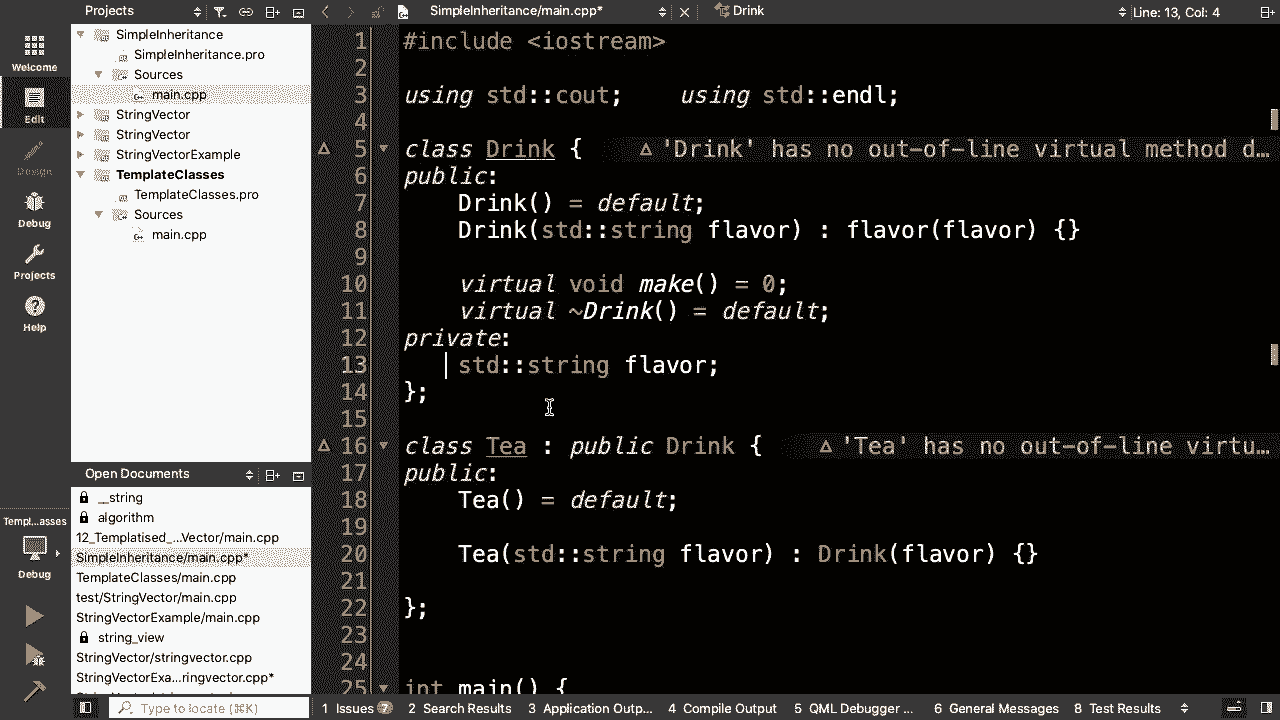 Projects
SimpleInheritance/main.cpp*
Drink
Line: 13, Col: 4
Welcome
Edit
Design
Debug
Projects
Help
Templ...asses
Debug
SimpleInheritance
SimpleInheritance.pro
Sources
main.cpp
StringVector
StringVector
StringVectorExample
TemplateClasses
TemplateClasses.pro
Sources
main.cpp
Open Documents
__string
algorithm
12_Templatised_...Vector/main.cpp
SimpleInheritance/main.cpp*
TemplateClasses/main.cpp
test/StringVector/main.cpp
StringVectorExample/main.cpp
string_view
StringVector/stringvector.cpp
StringVectorExa...ringvector.cpp*
1 #include <iostream>
2
3 using std::cout;    using std::endl;
4
5 class Drink { 'Drink' has no out-of-line virtual method d...
6 public:
7     Drink() = default;
8     Drink(std::string flavor) : flavor(flavor) {}
9
10     virtual void make() = 0;
11     virtual ~Drink() = default;
12 private:
13     std::string flavor;
14 };
15
16 class Tea : public Drink { 'Tea' has no out-of-line virtu...
17 public:
18     Tea() = default;
19
20     Tea(std::string flavor) : Drink(flavor) {}
21
22 };
23
24
25 int main() {
Type to locate (⌘K)
1 Issues 7
2 Search Results
3 Application Outp...
4 Compile Output
5 QML Debugger ...
6 General Messages
8 Test Results